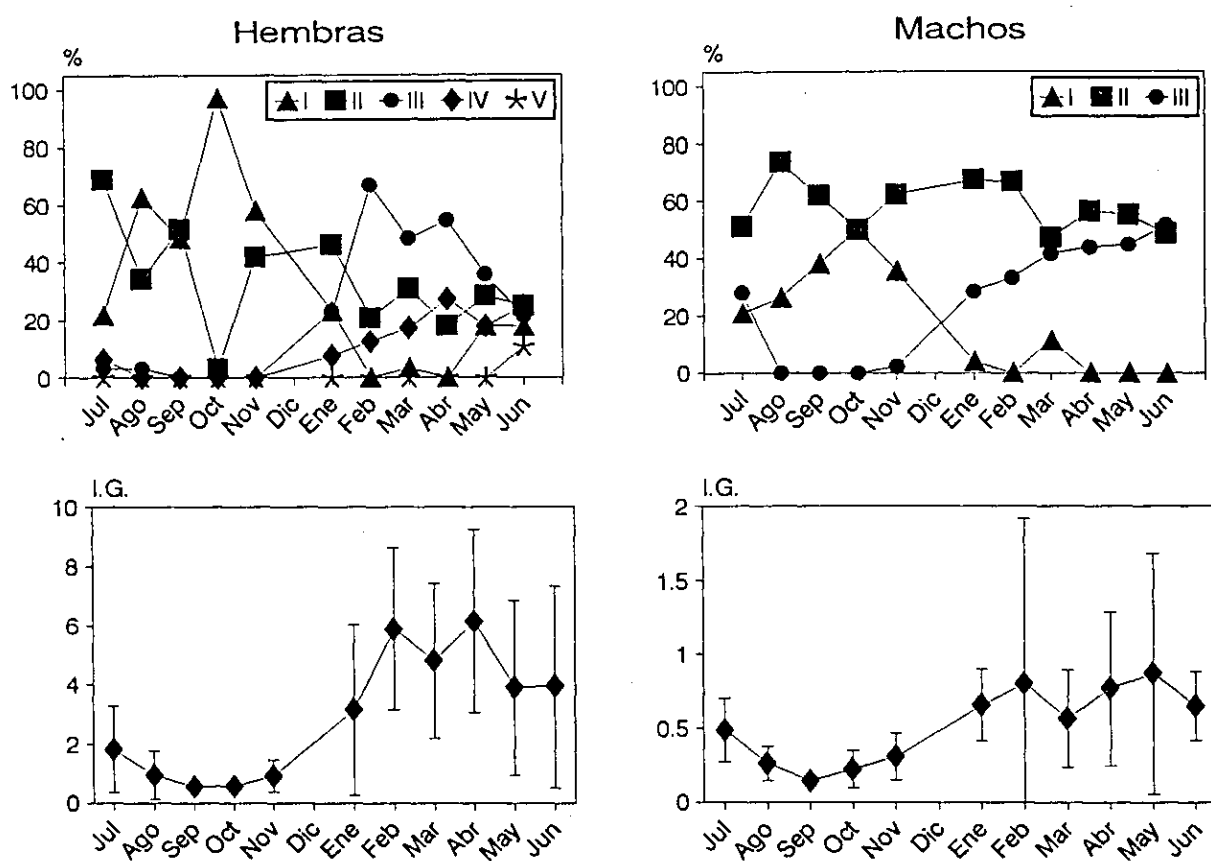 Hembras
%
100
80
60
40
20
0
I II III IV V
Jul Ago Sep Oct Nov Dic Ene Feb Mar Abr May Jun
Machos
%
100
80
60
40
20
0
I II III
Jul Ago Sep Oct Nov Dic Ene Feb Mar Abr May Jun
I.G.
10
8
6
4
2
0
Jul Ago Sep Oct Nov Dic Ene Feb Mar Abr May Jun
I.G.
2
1.5
1
0.5
0
Jul Ago Sep Oct Nov Dic Ene Feb Mar Abr May Jun